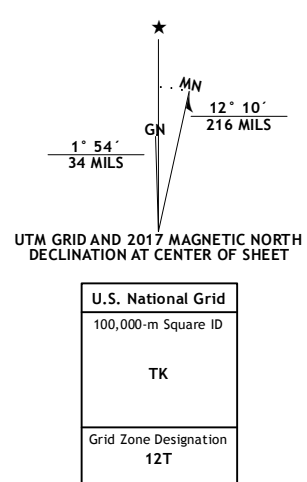 ★
MN
GN
12° 10´
216 MILS
1° 54´
34 MILS
UTM GRID AND 2017 MAGNETIC NORTH
DECLINATION AT CENTER OF SHEET
U.S. National Grid
100,000-m Square ID
TK
Grid Zone Designation
12T